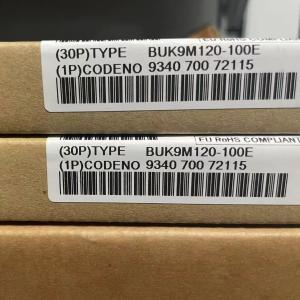 (30P)TYPE BUK9M120-100E
(1P)CODENO 9340 700 72115
EU RoHS COMPLIANT
(30P)TYPE BUK9M120-100E
(1P)CODENO 9340 700 72115